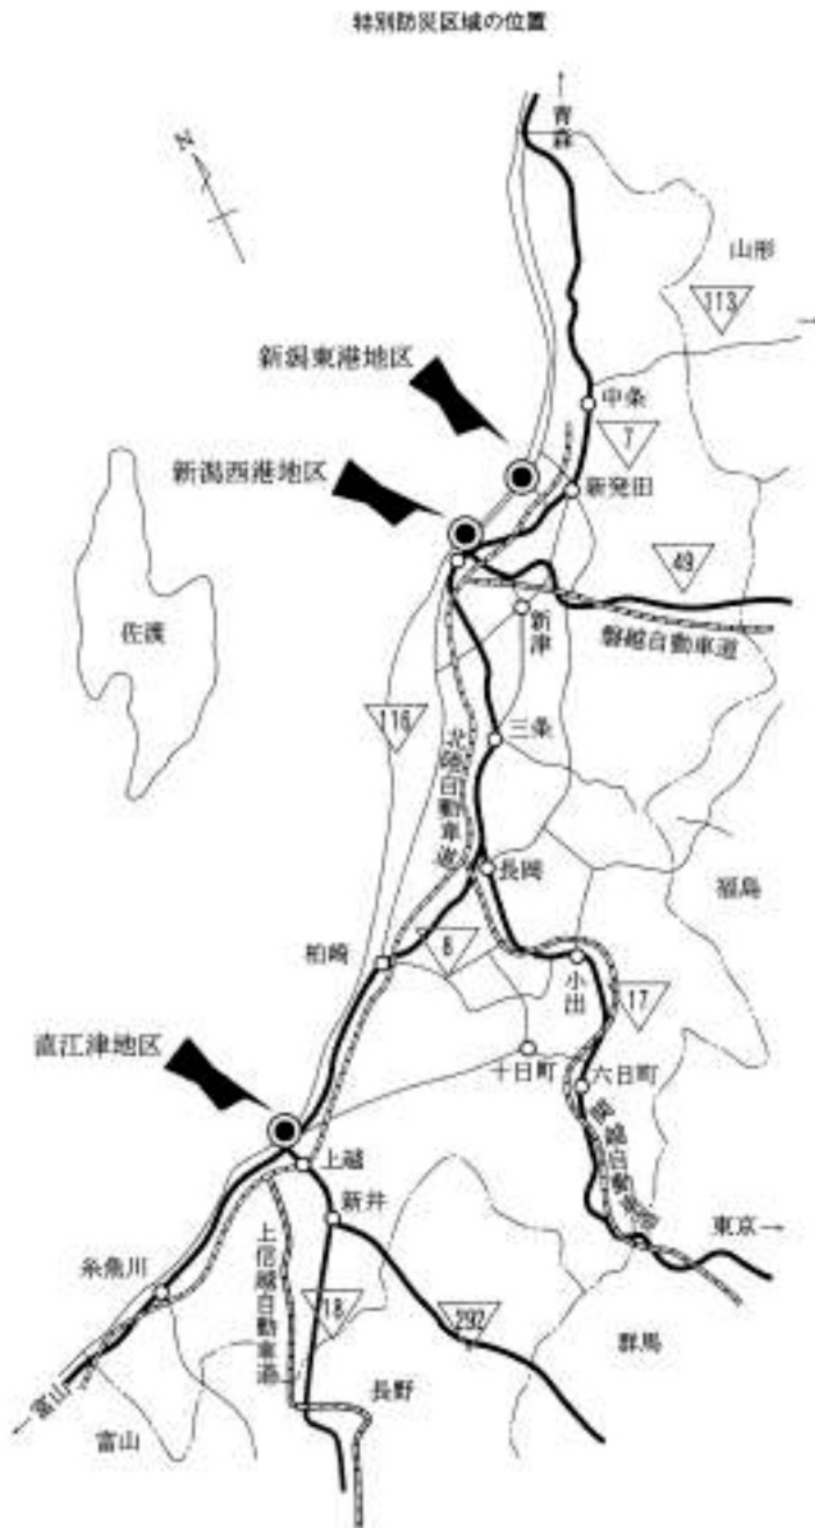 特別防災区域の位置
←青森
N
山形
113
新潟東港地区
中条
7
新発田
新潟西港地区
49
佐渡
新津
磐越自動車道
116
三条
北陸自動車道
長岡
福島
柏崎
8
小出
17
直江津地区
十日町
六日町
関越自動車道
上越
新井
東京→
糸魚川
上信越自動車道
18
292
群馬
←富山
長野
富山